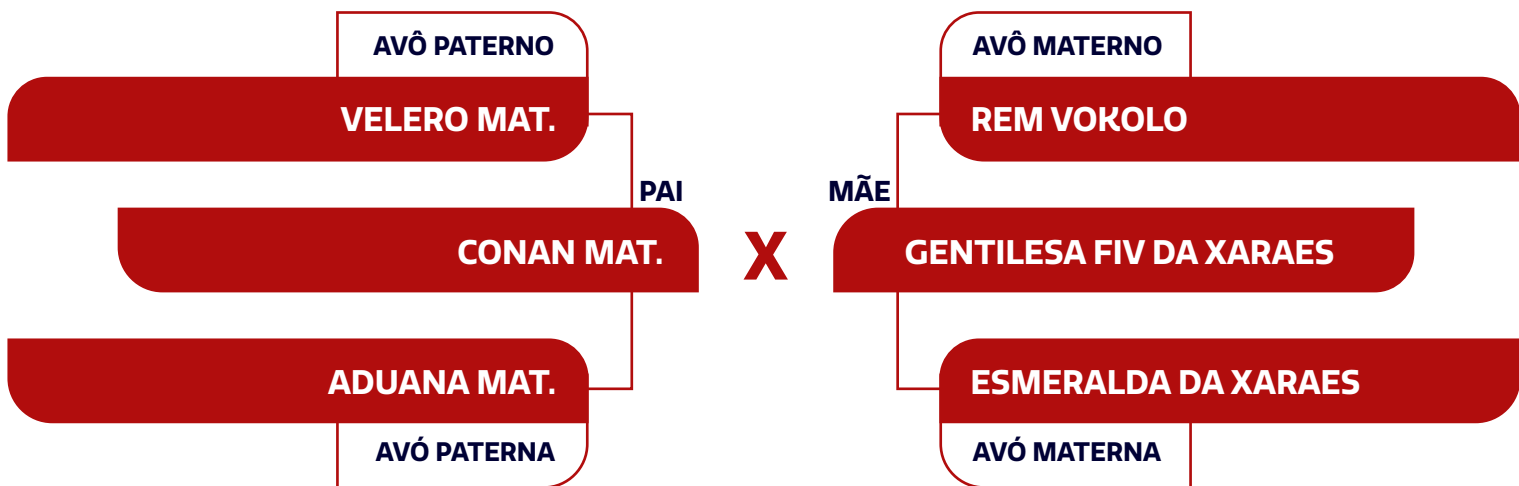 AVÔ PATERNO
VELERO MAT.
PAI
CONAN MAT.
ADUANA MAT.
AVÓ PATERNA
X
AVÔ MATERNO
REM VOKOLO
MÃE
GENTILESA FIV DA XARAES
ESMERALDA DA XARAES
AVÓ MATERNA